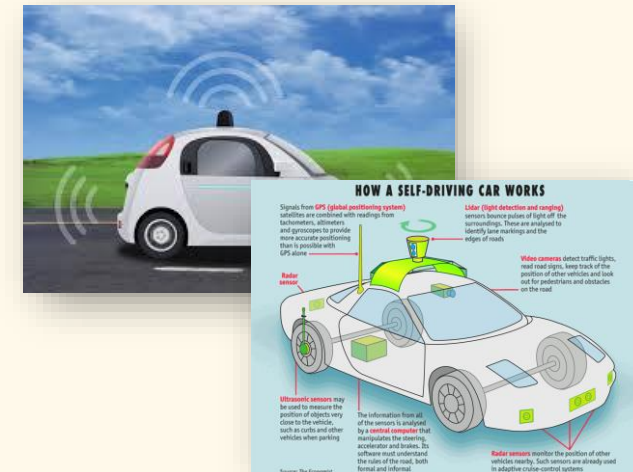 HOW A SELF-DRIVING CAR WORKS
Signals from GPS (global positioning system)
satellites are combined with readings from
tachometers, altimeters
and gyroscopes to provide
more accurate positioning
than is possible with
GPS alone
Lidar (light detection and ranging)
sensors bounce pulses of light off the
surroundings. These are analysed to
identify lane markings and the
edges of roads
Video cameras detect traffic lights,
read road signs, keep track of the
position of other vehicles and look
out for pedestrians and obstacles
on the road
Radar
sensor
Ultrasonic sensors may
be used to measure the
position of objects very
close to the vehicle,
such as curbs and other
vehicles when parking
The information from all
of the sensors is analysed
by a central computer that
manipulates the steering,
accelerator and brakes. Its
software must understand
the rules of the road, both
formal and informal
Radar sensors monitor the position of other
vehicles nearby. Such sensors are already used
in adaptive cruise-control systems
Source: The Economist